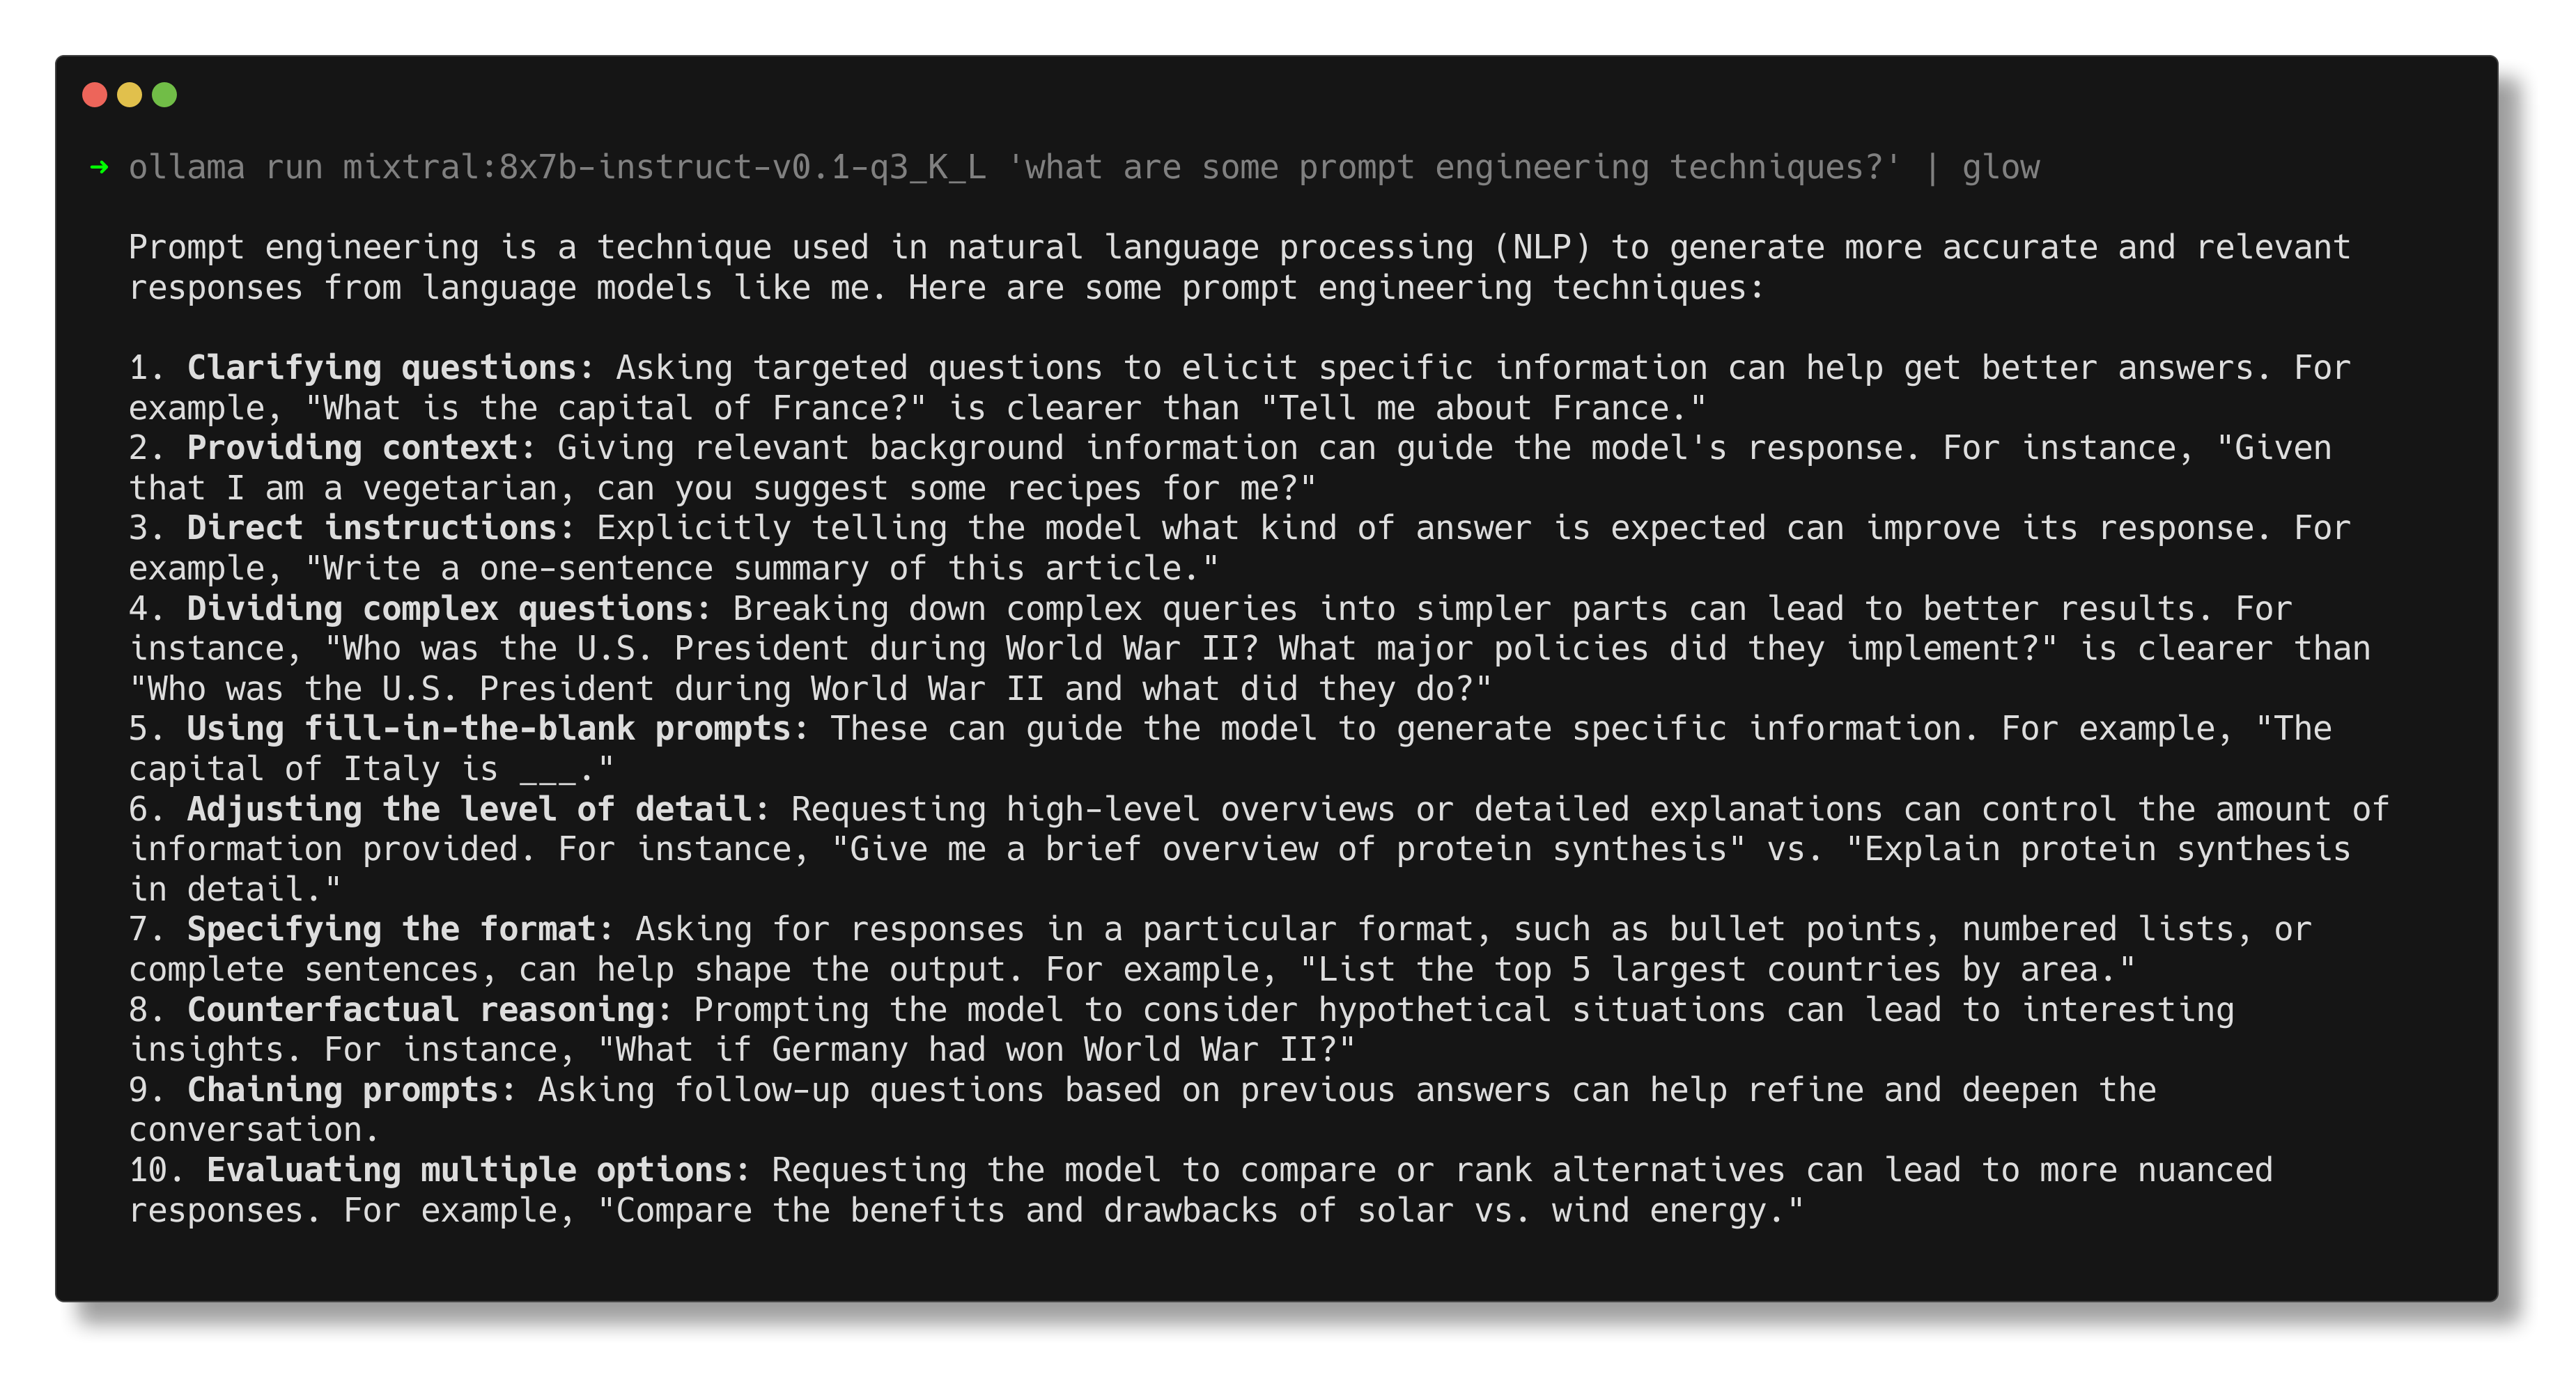 ➜ ollama run mixtral:8x7b-instruct-v0.1-q3_K_L 'what are some prompt engineering techniques?' | glow
Prompt engineering is a technique used in natural language processing (NLP) to generate more accurate and relevant
responses from language models like me. Here are some prompt engineering techniques:
1. Clarifying questions: Asking targeted questions to elicit specific information can help get better answers. For
example, "What is the capital of France?" is clearer than "Tell me about France."
2. Providing context: Giving relevant background information can guide the model's response. For instance, "Given
that I am a vegetarian, can you suggest some recipes for me?"
3. Direct instructions: Explicitly telling the model what kind of answer is expected can improve its response. For
example, "Write a one-sentence summary of this article."
4. Dividing complex questions: Breaking down complex queries into simpler parts can lead to better results. For
instance, "Who was the U.S. President during World War II? What major policies did they implement?" is clearer than
"Who was the U.S. President during World War II and what did they do?"
5. Using fill-in-the-blank prompts: These can guide the model to generate specific information. For example, "The
capital of Italy is ___."
6. Adjusting the level of detail: Requesting high-level overviews or detailed explanations can control the amount of
information provided. For instance, "Give me a brief overview of protein synthesis" vs. "Explain protein synthesis
in detail."
7. Specifying the format: Asking for responses in a particular format, such as bullet points, numbered lists, or
complete sentences, can help shape the output. For example, "List the top 5 largest countries by area."
8. Counterfactual reasoning: Prompting the model to consider hypothetical situations can lead to interesting
insights. For instance, "What if Germany had won World War II?"
9. Chaining prompts: Asking follow-up questions based on previous answers can help refine and deepen the
conversation.
10. Evaluating multiple options: Requesting the model to compare or rank alternatives can lead to more nuanced
responses. For example, "Compare the benefits and drawbacks of solar vs. wind energy."